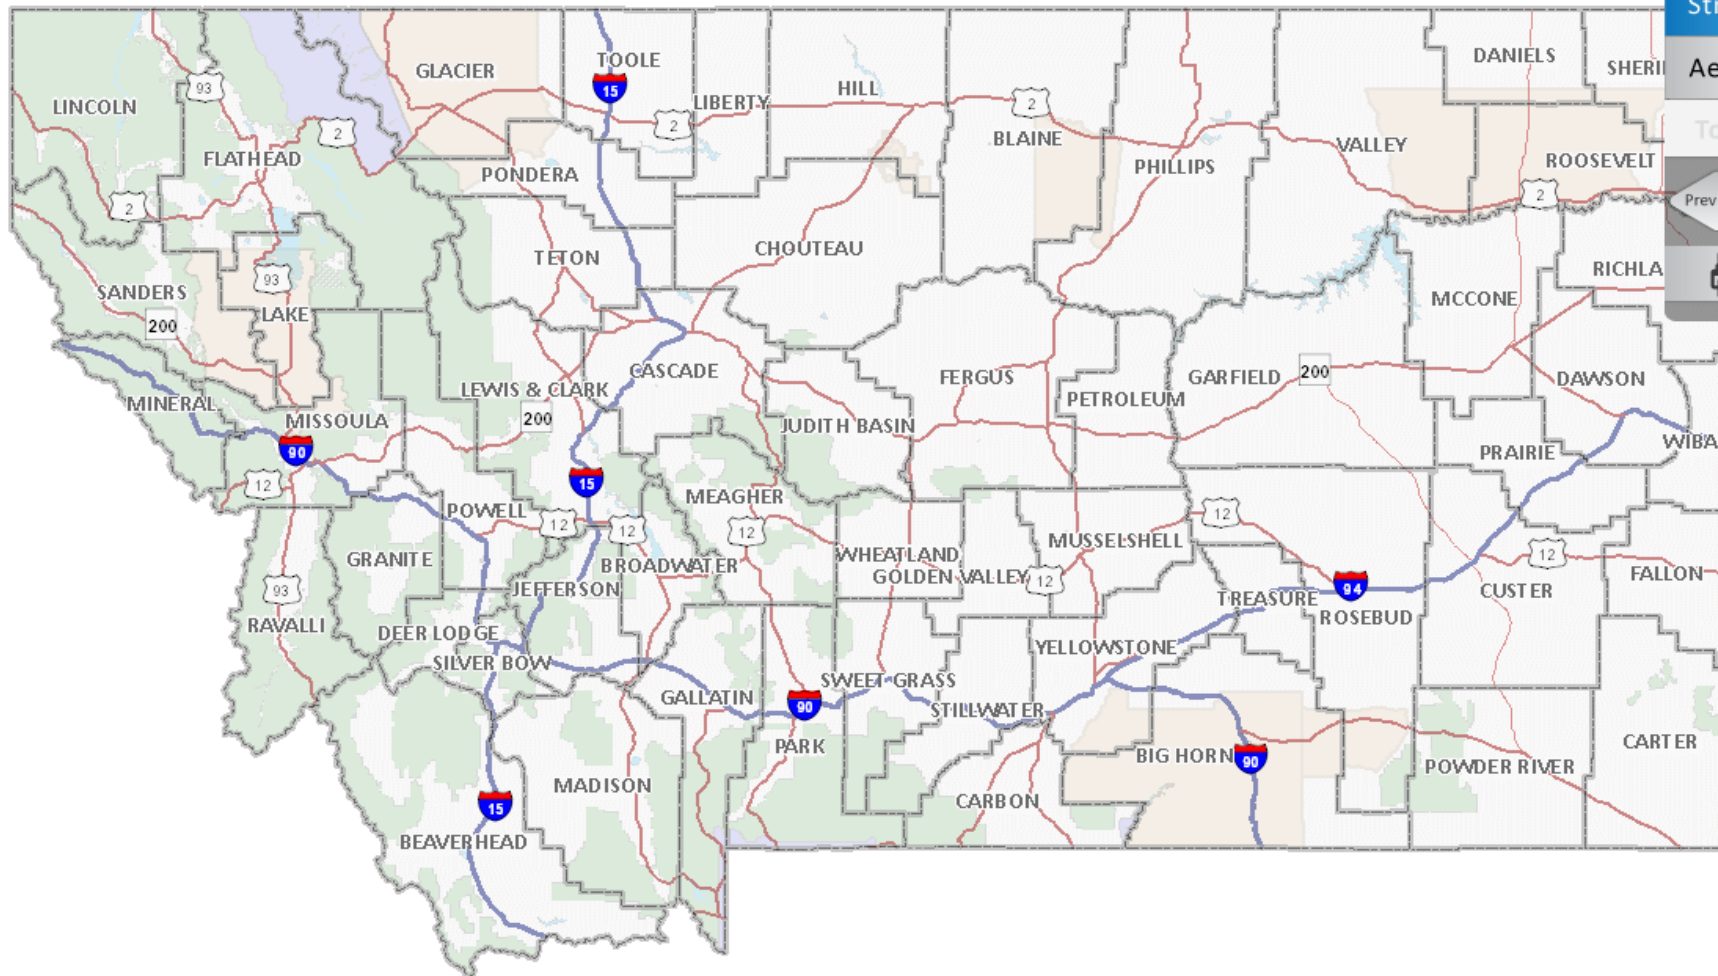 Str
DANIELS
GLACIER
TOOLE
SHERI
Ae
93
15
HILL
LINCOLN
LIBERTY
2
2
2
BLAINE
To
FLATHEAD
VALLEY
ROOSEVELT
PONDERA
PHILLIPS
2
2
Prev
CHOUTEAU
TETON
RICHLA
93
SANDERS
MCCONE
LAKE
200
CASCADE
FERGUS
GARFIELD
200
DAWSON
LEWIS & CLARK
MINERAL
PETROLEUM
MISSOULA
200
JUDITH BASIN
WIBA
90
PRAIRIE
12
15
MEAGHER
POWELL
12
12
12
12
MUSSELSHELL
GRANITE
WHEATLAND
12
BROADWATER
GOLDEN VALLEY
12
FALLON
93
JEFFERSON
94
CUSTER
TREASURE
RAVALLI
DEER LODGE
ROSEBUD
SILVER BOW
YELLOWSTONE
SWEET GRASS
GALLATIN
90
STILLWATER
PARK
CARTER
BIG HORN
90
POWDER RIVER
MADISON
15
CARBON
BEAVERHEAD